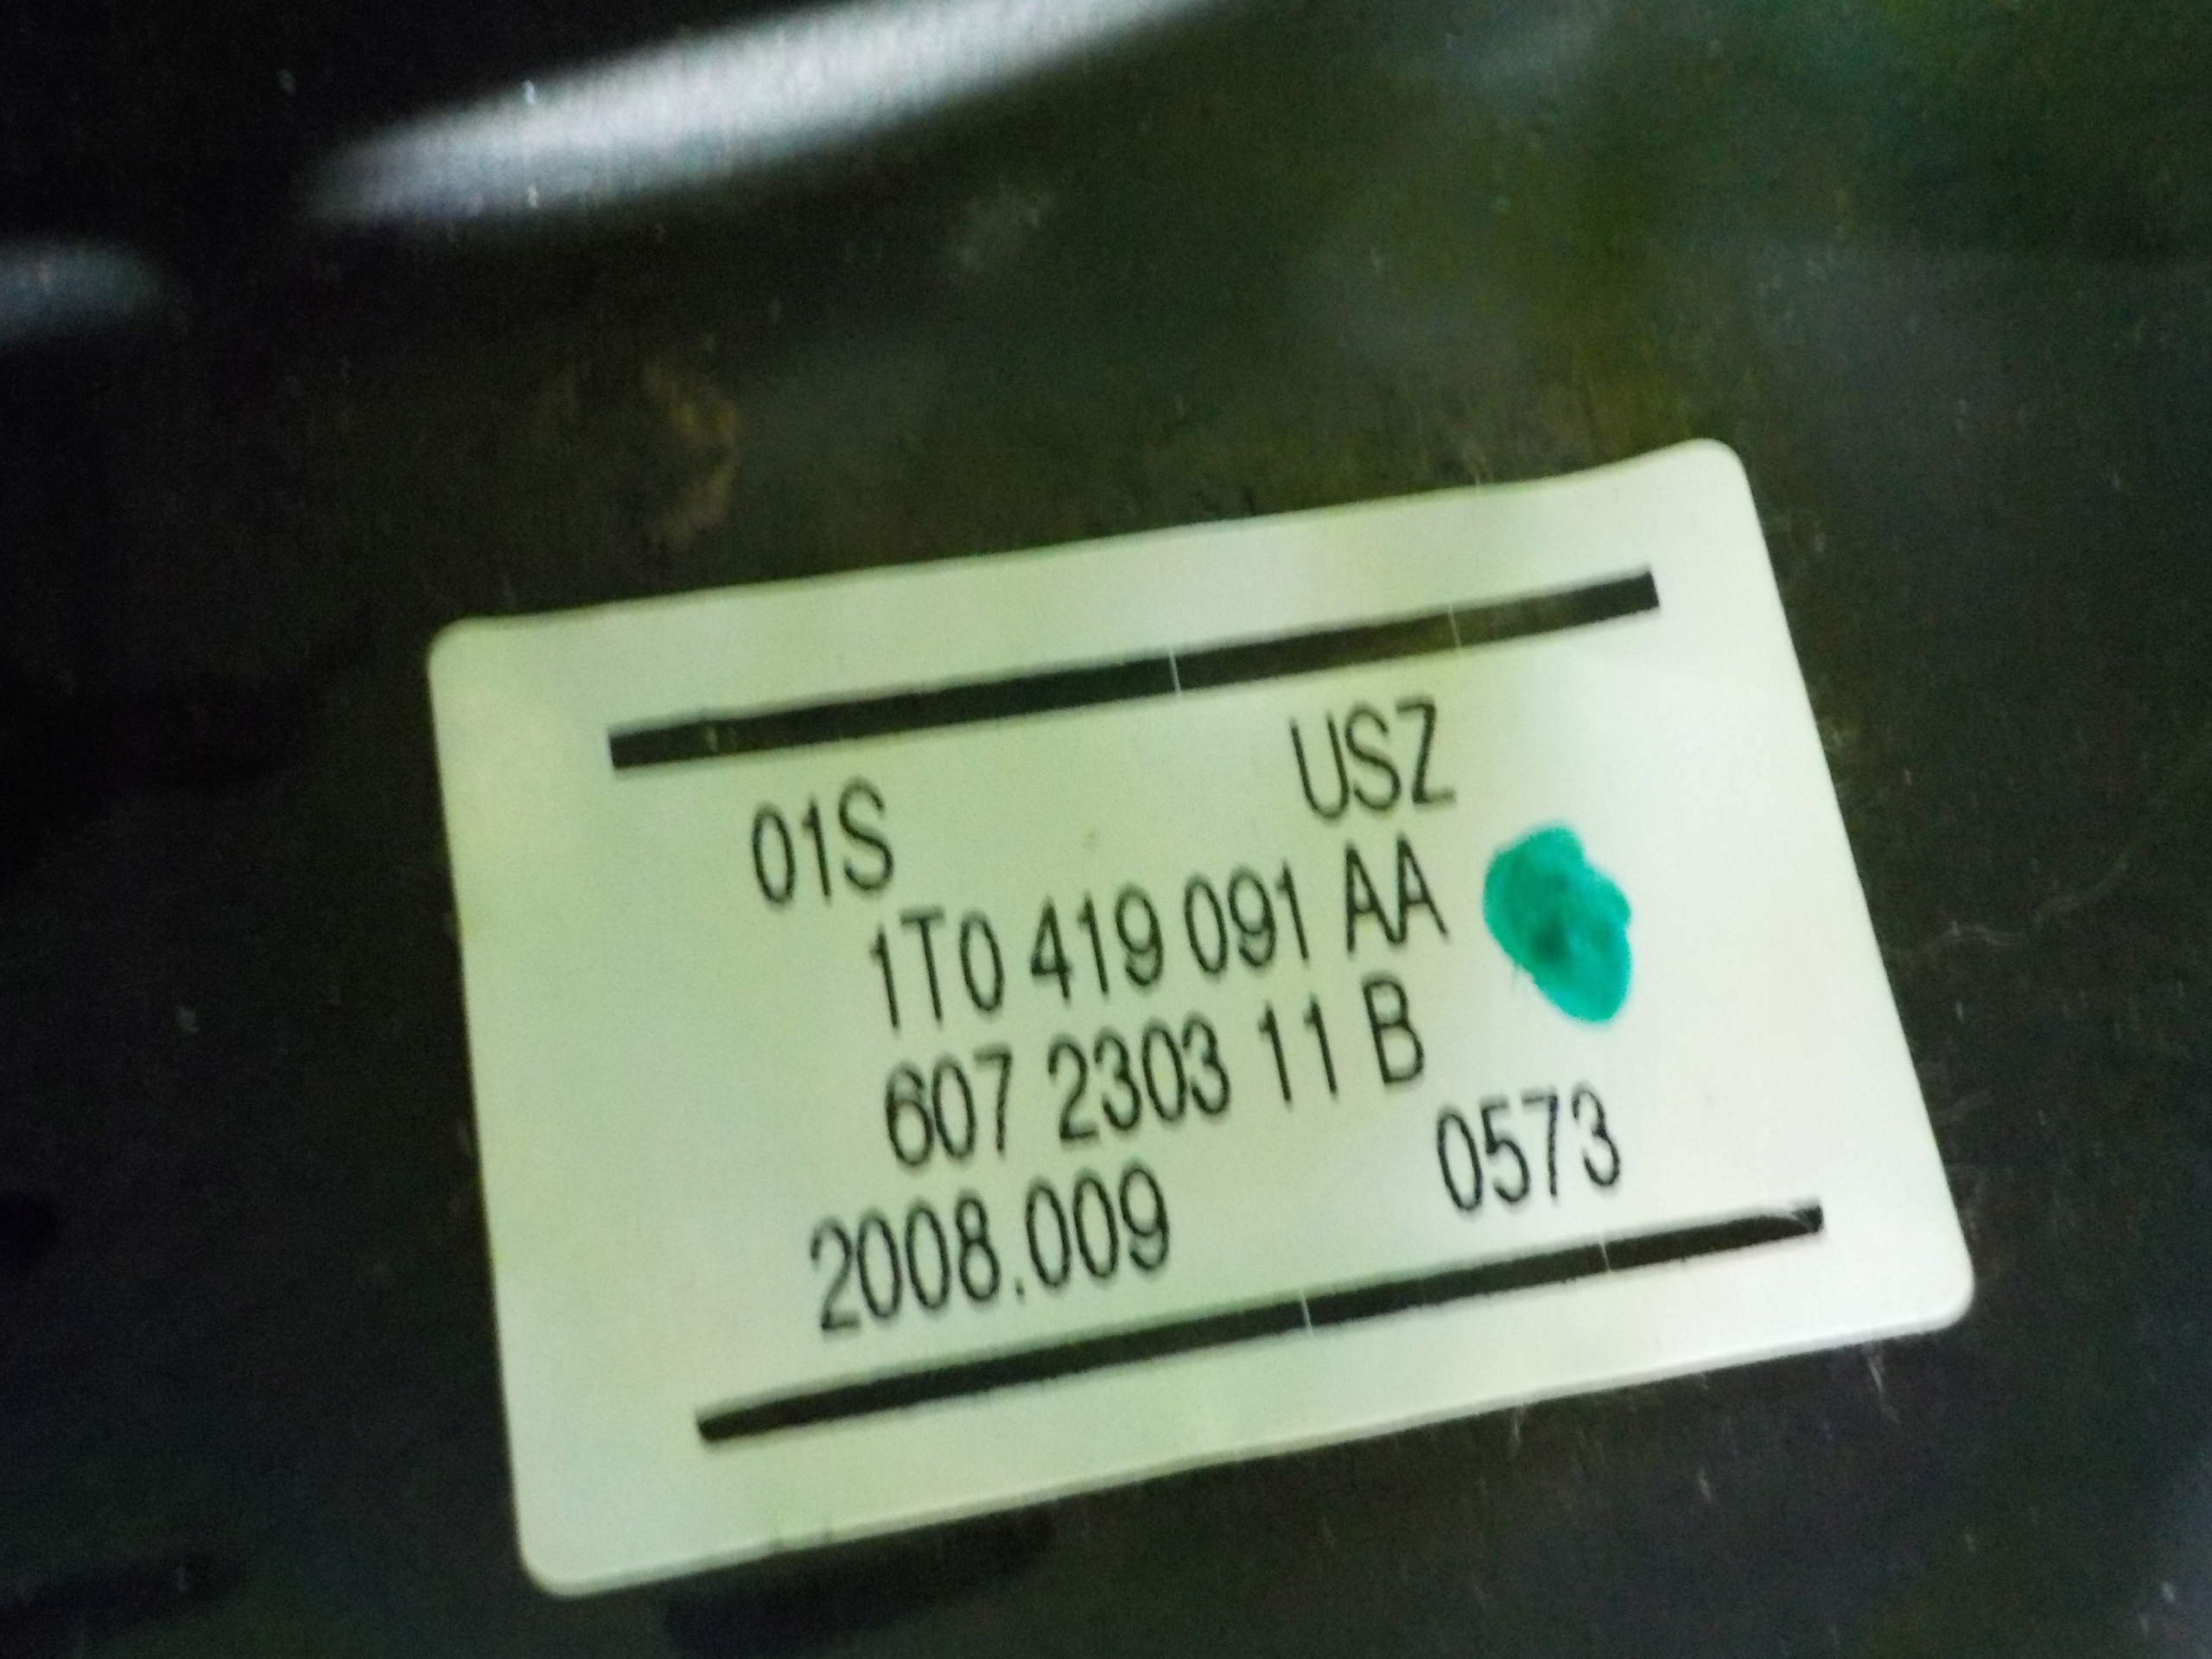 01S USZ
1T0 419 091 AA
607 2303 11 B
2008.009 0573